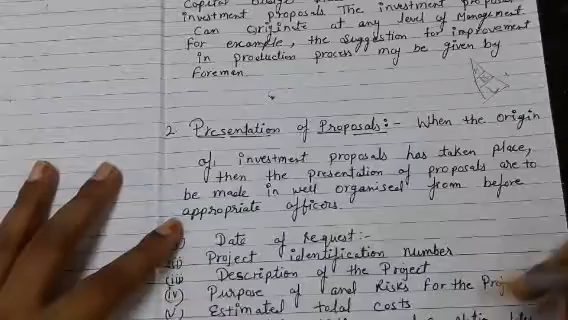 investment proposals The investment
Can originate at any level of Management
For example, the suggestion for improvement
in production process may be given by
Foremen.
2. Presentation of Proposals:- When the origin
of investment proposals has taken place,
then the presentation of proposals are to
be made in well organised from before
appropriate officers.
Date of Request:-
Project identification number
(iii) Description of the Project
(iv) Purpose of and Risks for the
(v) Estimated total costs